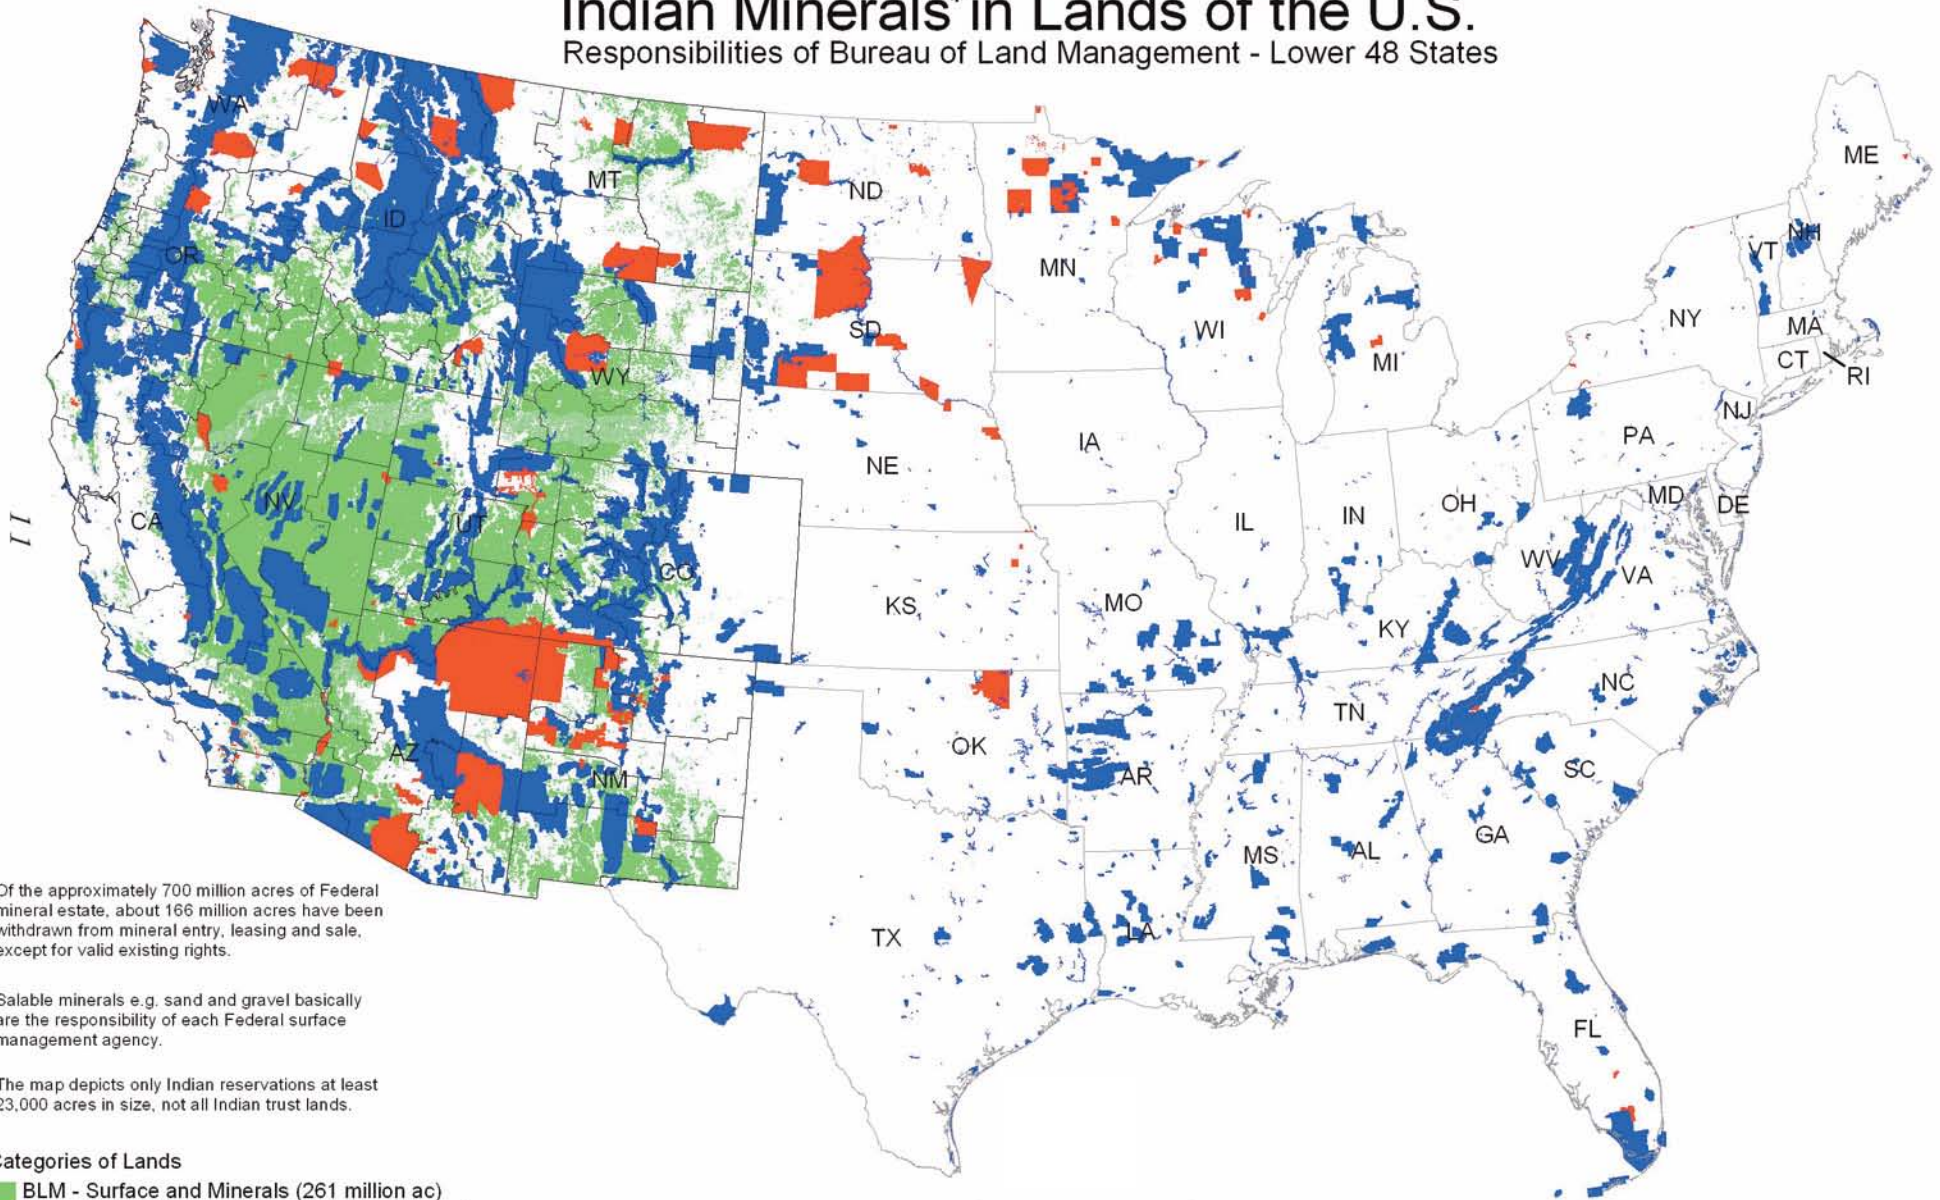 Indian Minerals in Lands of the U.S.
Responsibilities of Bureau of Land Management - Lower 48 States
WA
MT
ND
ME
ID
OR
MN
VT
NH
SD
WI
NY
MA
MI
CT
RI
WY
IA
NE
PA
NJ
NV
CA
UT
IL
IN
OH
MD
DE
11
CO
WV
VA
KS
MO
KY
NC
TN
AZ
NM
OK
AR
SC
GA
MS
AL
TX
LA
FL
Of the approximately 700 million acres of Federal
mineral estate, about 166 million acres have been
withdrawn from mineral entry, leasing and sale,
except for valid existing rights.
Salable minerals e.g. sand and gravel basically
are the responsibility of each Federal surface
management agency.
The map depicts only Indian reservations at least
23,000 acres in size, not all Indian trust lands.
Categories of Lands
BLM - Surface and Minerals (261 million ac)